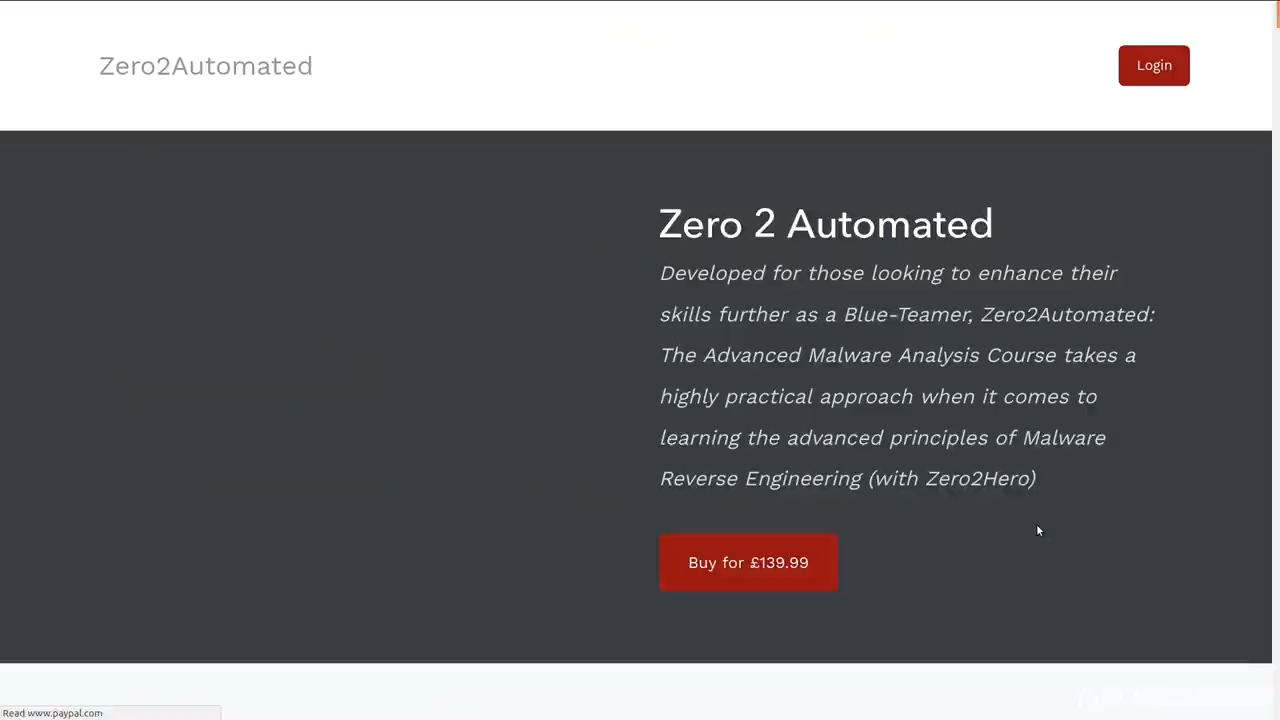 Zero2Automated
Login
Zero 2 Automated
Developed for those looking to enhance their
skills further as a Blue-Teamer, Zero2Automated:
The Advanced Malware Analysis Course takes a
highly practical approach when it comes to
learning the advanced principles of Malware
Reverse Engineering (with Zero2Hero)
Buy for £139.99
Read www.paypal.com